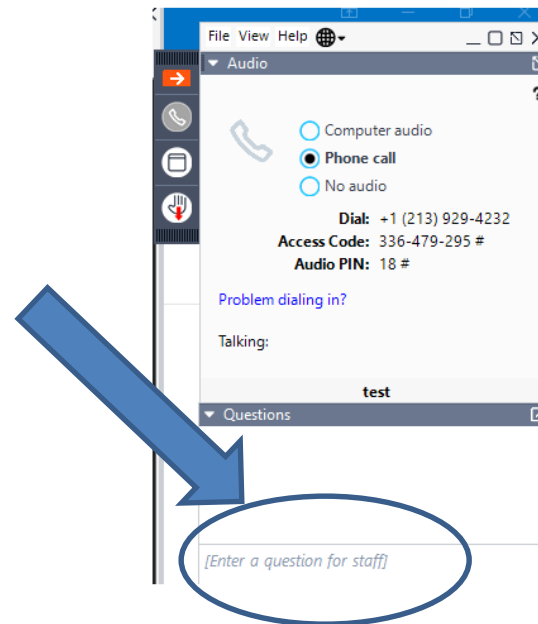 File View Help
Audio
?
Computer audio
Phone call
No audio
Dial: +1 (213) 929-4232
Access Code: 336-479-295 #
Audio PIN: 18 #
Problem dialing in?
Talking:
test
Questions
[Enter a question for staff]